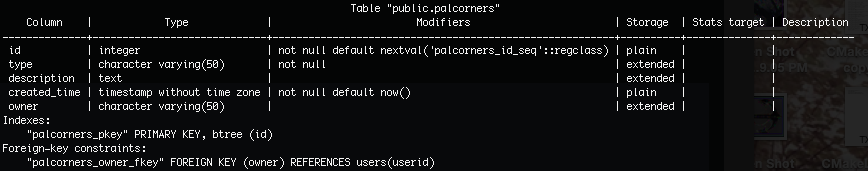 Table "public.palcorners"
Column | Type | Modifiers | Storage | Stats target | Description
-------------+-----------------------------+---------------------------------------------------------+----------+--------------+-------------
id | integer | not null default nextval('palcorners_id_seq'::regclass) | plain | |
type | character varying(50) | not null | extended | |
description | text | | extended | |
created_time | timestamp without time zone | not null default now() | plain | |
owner | character varying(50) | | extended | |
Indexes:
"palcorners_pkey" PRIMARY KEY, btree (id)
Foreign-key constraints:
"palcorners_owner_fkey" FOREIGN KEY (owner) REFERENCES users(userid)